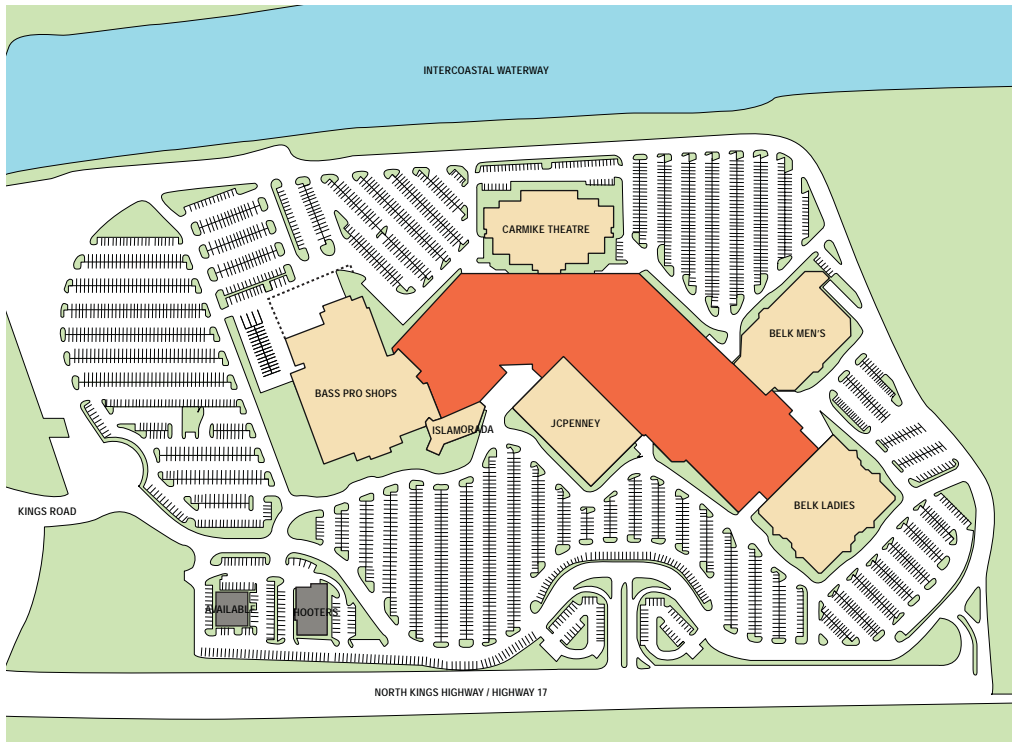 INTERCOASTAL WATERWAY
CARMIKE THEATRE
BELK MEN'S
BASS PRO SHOPS
ISLAMORADA
JCPENNEY
BELK LADIES
KINGS ROAD
AVAILABLE
HOOTERS
NORTH KINGS HIGHWAY / HIGHWAY 17